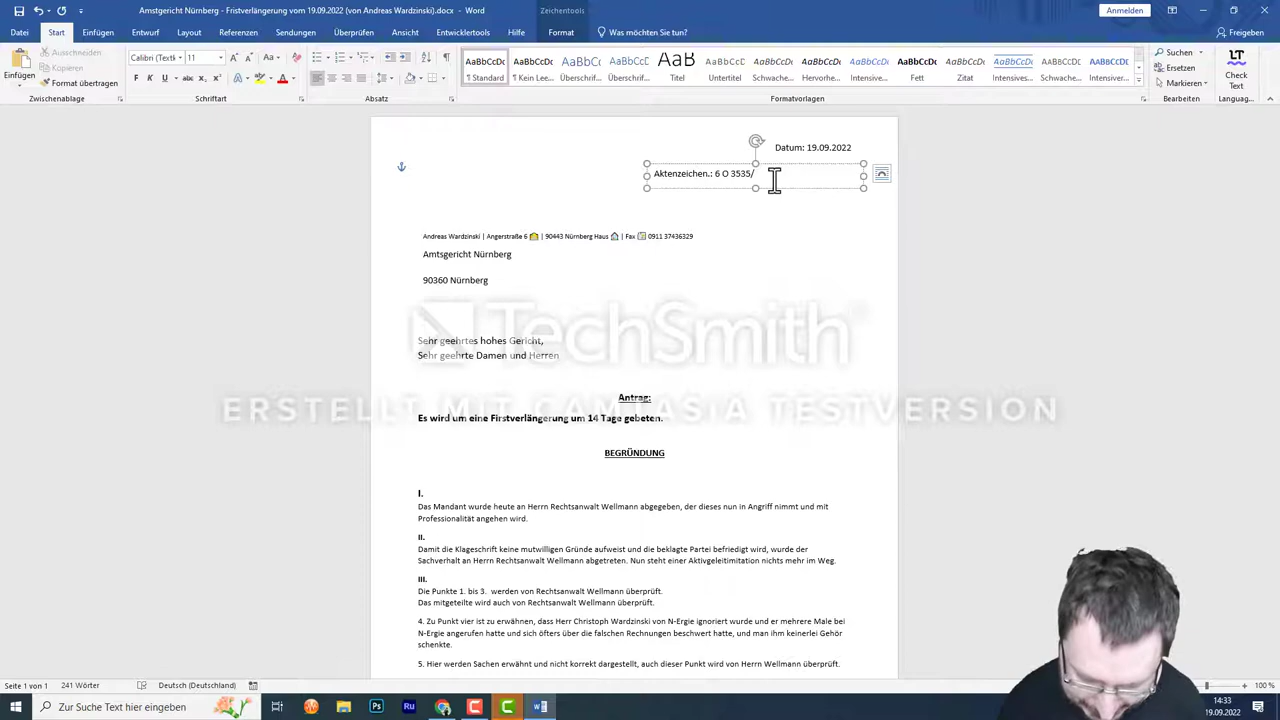 Amtsgericht Nürnberg - Fristverlängerung vom 19.09.2022 (von Andreas Wardzinski).docx - Word
Zeichentools
Anmelden
Datei Start Einfügen Entwurf Layout Referenzen Sendungen Überprüfen Ansicht Entwicklertools Hilfe Format Was möchten Sie tun? Freigeben
Einfügen
Ausschneiden
Kopieren
Format übertragen
Calibri (Textk 11
Suchen
Ersetzen
Markieren
Check Text
¶ Standard ¶ Kein Lee... Überschrif... Überschrif... Titel Untertitel Schwache... Hervorhe... Intensive... Fett Zitat Intensives... Schwache... Intensiver...
Zwischenablage Schriftart Absatz Formatvorlagen Bearbeiten Languag...
Datum: 19.09.2022
Aktenzeichen.: 6 O 3535/
Andreas Wardzinski | Angerstraße 6 | 90443 Nürnberg Haus | Fax 0911 37436329
Amtsgericht Nürnberg
90360 Nürnberg
TechSmith
Sehr geehrtes hohes Gericht,
Sehr geehrte Damen und Herren
Antrag:
ERSTELLT MIT CAMTASIA TESTVERSION
Es wird um eine Firstverlängerung um 14 Tage gebeten.
BEGRÜNDUNG
I.
Das Mandant wurde heute an Herrn Rechtsanwalt Wellmann abgegeben, der dieses nun in Angriff nimmt und mit
Professionalität angehen wird.
II.
Damit die Klageschrift keine mutwilligen Gründe aufweist und die beklagte Partei befriedigt wird, wurde der
Sachverhalt an Herrn Rechtsanwalt Wellmann abgetreten. Nun steht einer Aktivgeleitimitation nichts mehr im Weg.
III.
Die Punkte 1. bis 3. werden von Rechtsanwalt Wellmann überprüft.
Das mitgeteilte wird auch von Rechtsanwalt Wellmann überprüft.
4. Zu Punkt vier ist zu erwähnen, dass Herr Christoph Wardzinski von N-Ergie ignoriert wurde und er mehrere Male bei
N-Ergie angerufen hatte und sich öfters über die falschen Rechnungen beschwert hatte, und man ihm keinerlei Gehör
schenkte.
5. Hier werden Sachen erwähnt und nicht korrekt dargestellt, auch dieser Punkt wird von Herrn Wellmann überprüft.
Seite 1 von 1 241 Wörter Deutsch (Deutschland) 100 %
Zur Suche Text hier eingeben
14:33
19.09.2022